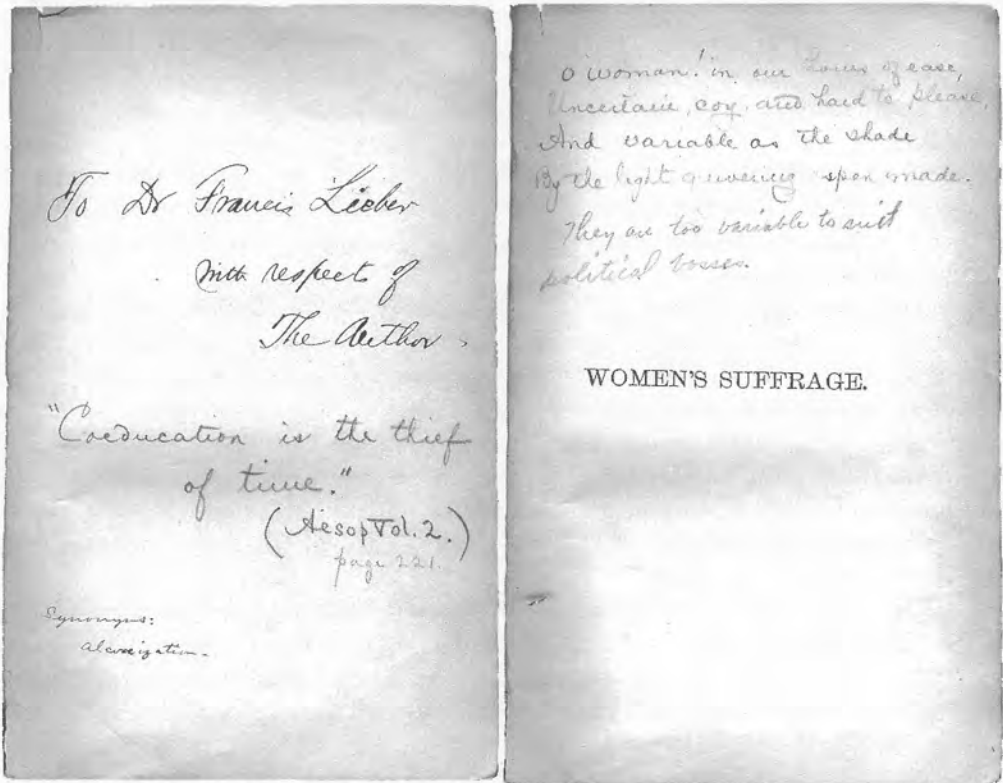 To Dr Francis Lieber
with respect of
The Author.
"Coeducation is the thief
of time."
(Aesop Vol. 2.)
page 221.
Synonyms:
O woman! in our hours of ease,
Uncertain, coy, and hard to please,
And variable as the shade
By the light quivering aspen made.
They are too variable to suit
political bosses.
WOMEN'S SUFFRAGE.